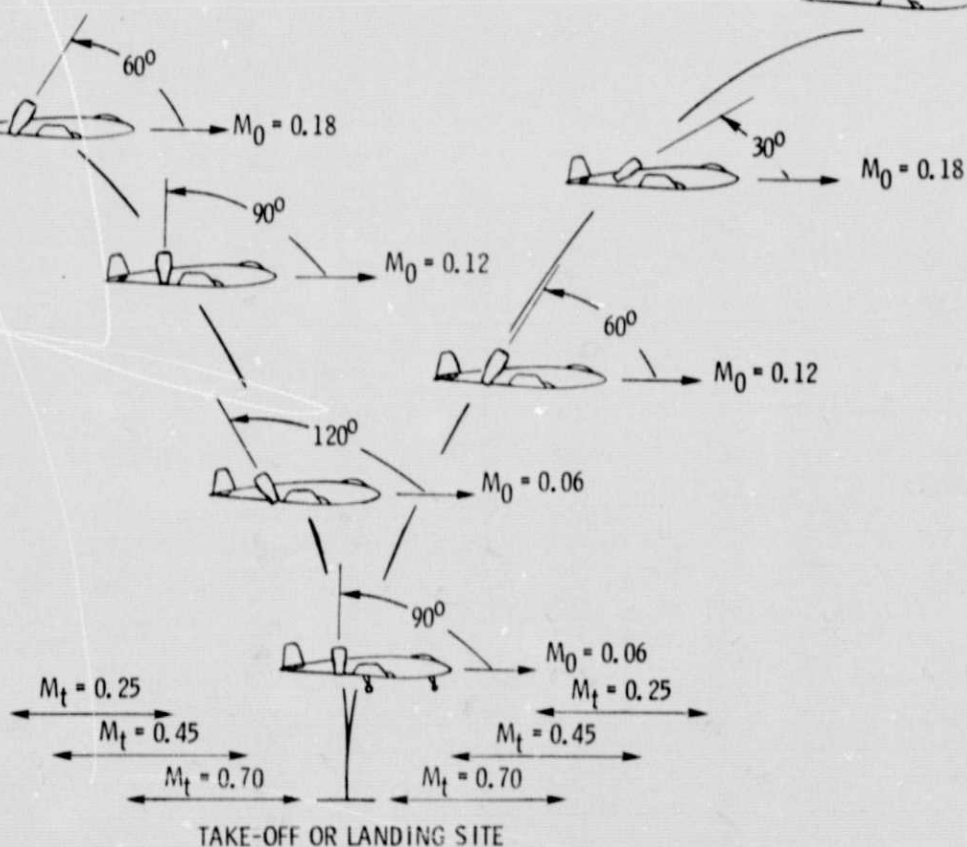 60⁰
M₀ = 0.18
30⁰
M₀ = 0.18
90⁰
M₀ = 0.12
60⁰
M₀ = 0.12
120⁰
M₀ = 0.06
90⁰
M₀ = 0.06
Mₜ = 0.25
Mₜ = 0.25
Mₜ = 0.45
Mₜ = 0.45
Mₜ = 0.70
Mₜ = 0.70
TAKE-OFF OR LANDING SITE